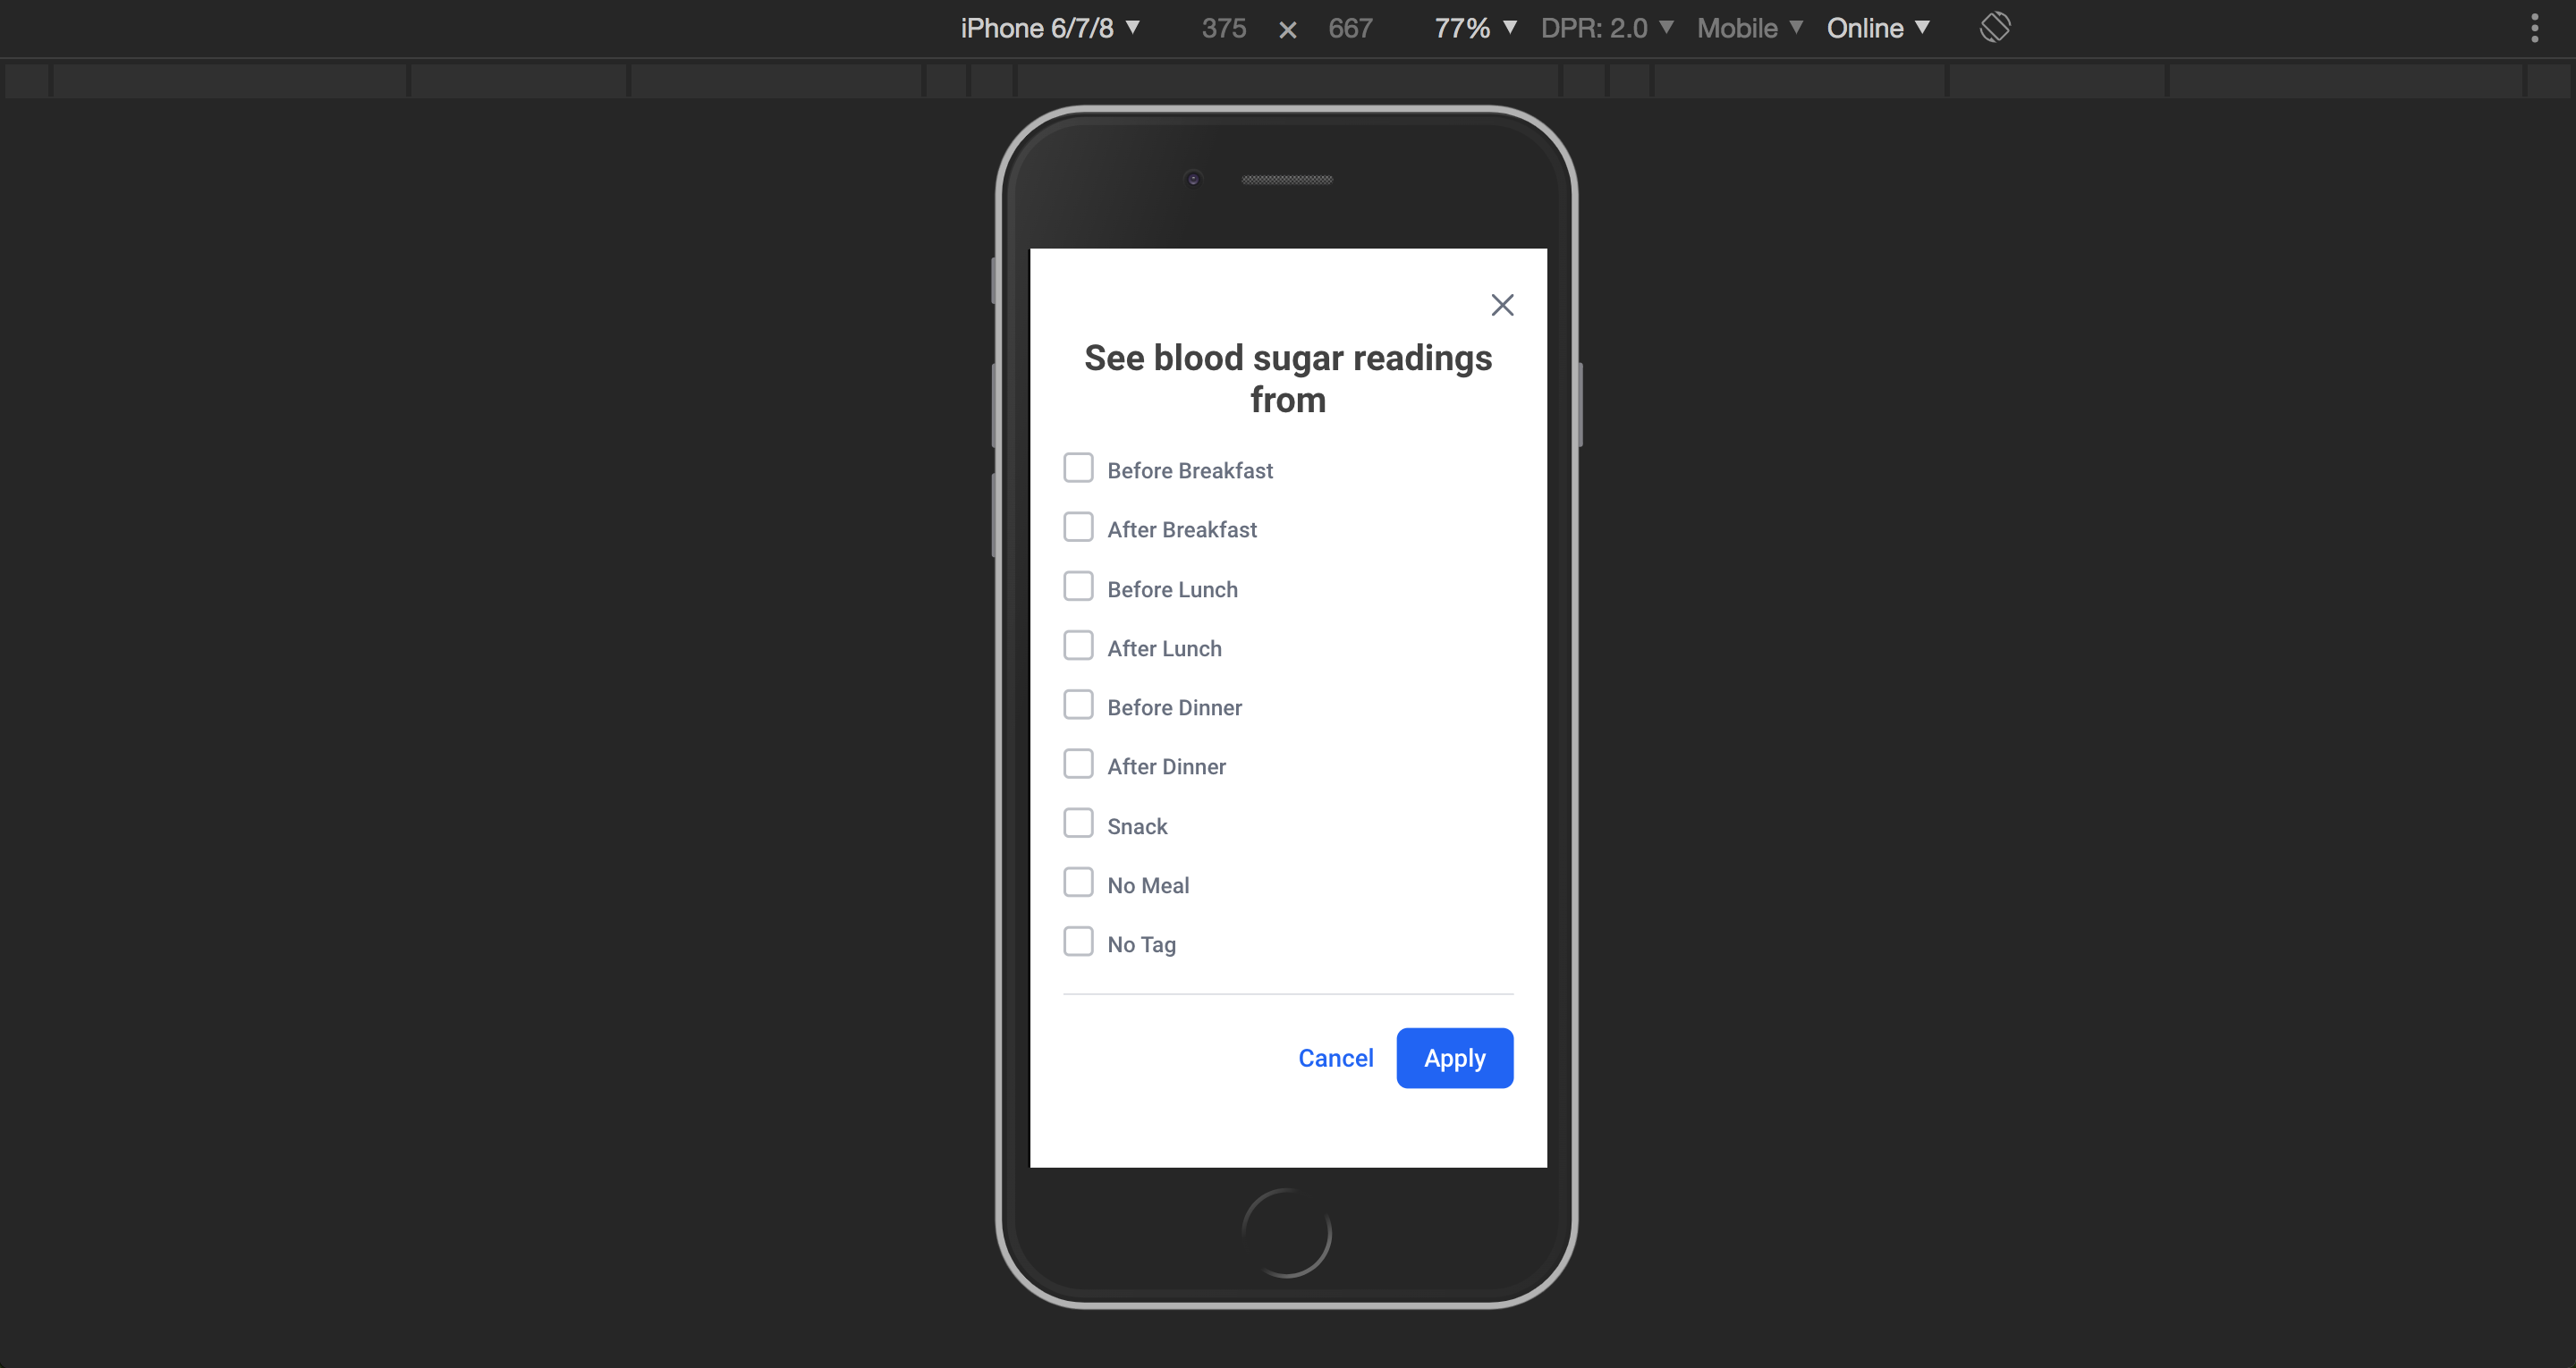 iPhone 6/7/8 ▼ 375 × 667 77% ▼ DPR: 2.0 ▼ Mobile ▼ Online ▼
See blood sugar readings
from
Before Breakfast
After Breakfast
Before Lunch
After Lunch
Before Dinner
After Dinner
Snack
No Meal
No Tag
Cancel Apply